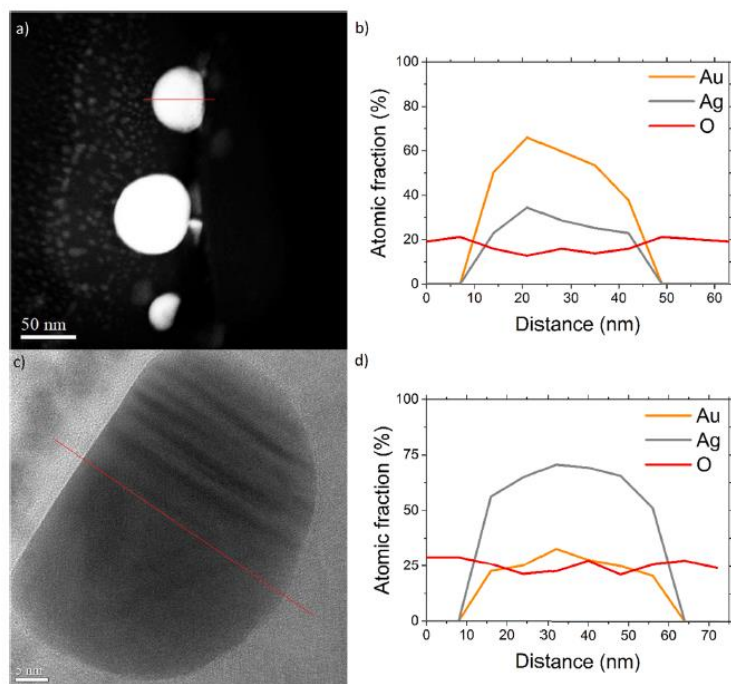 a)
50 nm
b)
100
80
60
40
20
0
Atomic fraction (%)
Au
Ag
O
0 10 20 30 40 50 60
Distance (nm)
c)
5 nm
d)
100
75
50
25
0
Atomic fraction (%)
Au
Ag
O
0 10 20 30 40 50 60 70
Distance (nm)